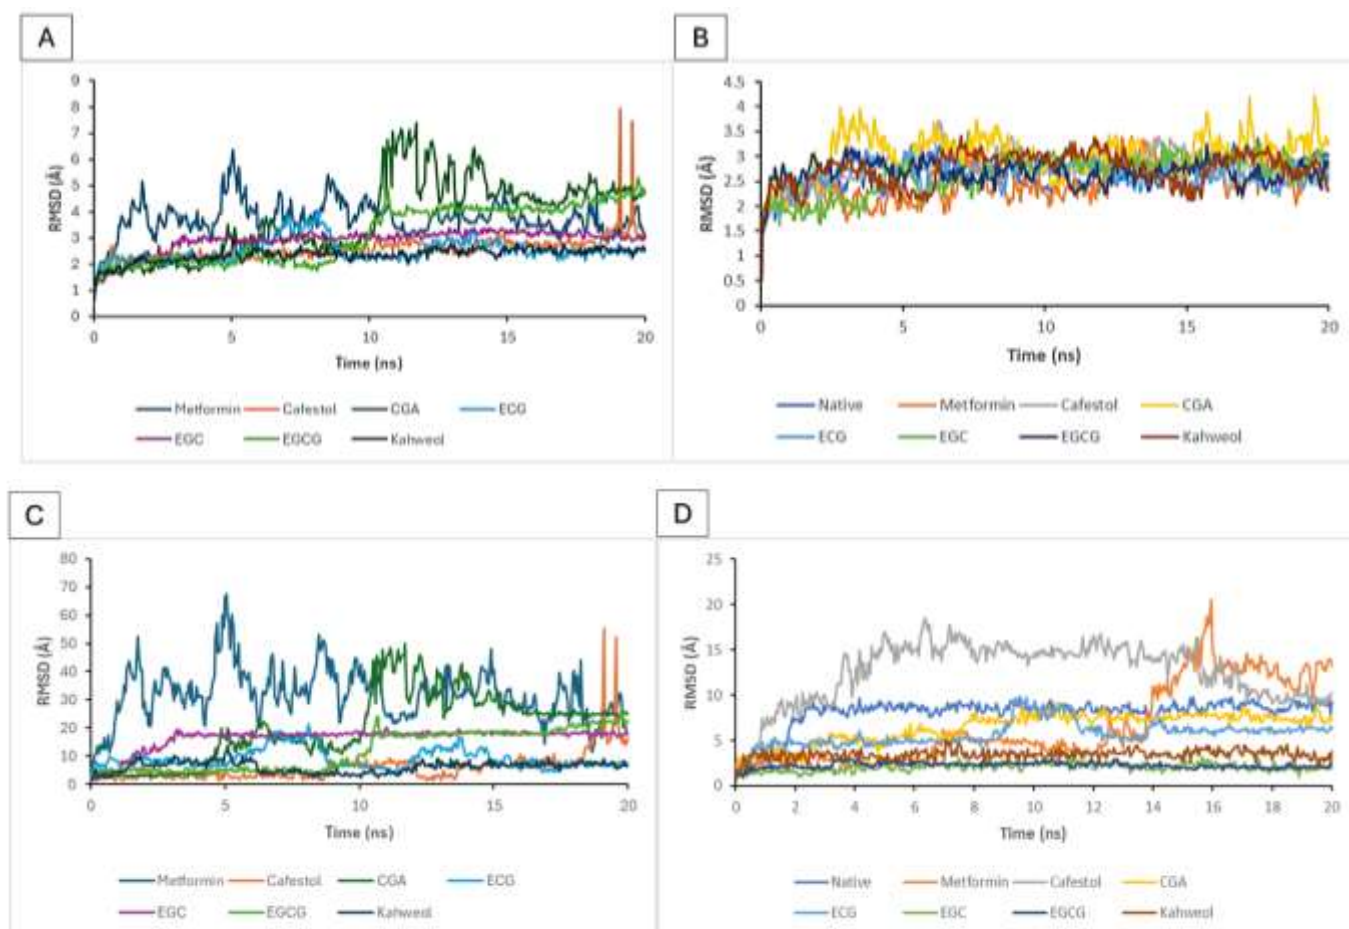 A
RMSD (Å)
9
8
7
6
5
4
3
2
1
0
0 5 10 15 20
Time (ns)
Metformin Cafestol CGA ECG
EGC EGCG Kahweol
B
RMSD (Å)
4.5
4
3.5
3
2.5
2
1.5
1
0.5
0
0 5 10 15 20
Time (ns)
Native Metformin Cafestol CGA
ECG EGC EGCG Kahweol
C
RMSD (Å)
80
70
60
50
40
30
20
10
0
0 5 10 15 20
Time (ns)
Metformin Cafestol CGA ECG
EGC EGCG Kahweol
D
RMSD (Å)
25
20
15
10
5
0
0 2 4 6 8 10 12 14 16 18 20
Time (ns)
Native Metformin Cafestol CGA
ECG EGC EGCG Kahweol